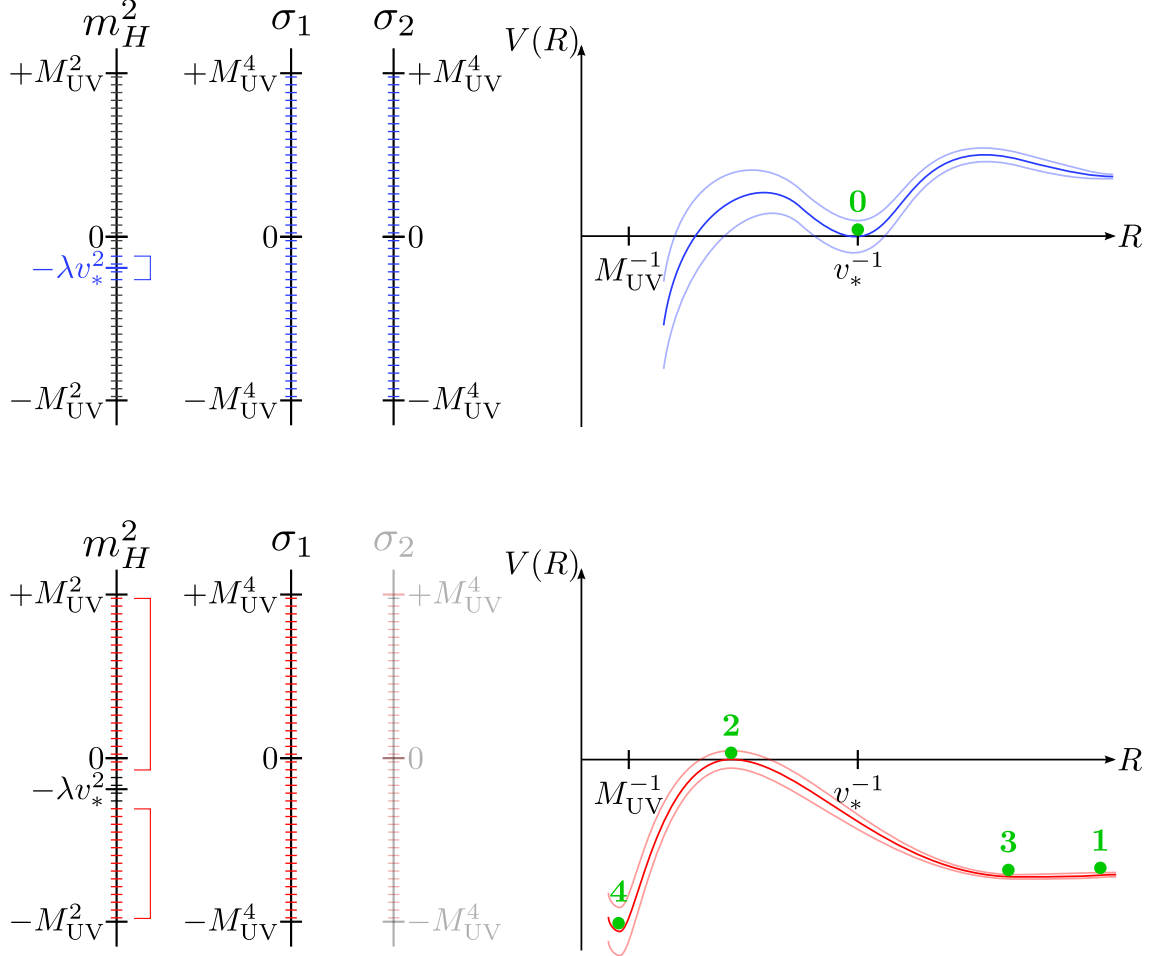 m_H^2 σ_1 σ_2 V(R)
+M_UV^2 +M_UV^4 +M_UV^4
0
0 0 0 R
−λv_*^2 M_UV^−1 v_*^−1
−M_UV^2 −M_UV^4 −M_UV^4
m_H^2 σ_1 σ_2 V(R)
+M_UV^2 +M_UV^4 +M_UV^4
2
0 0 0 R
−λv_*^2 M_UV^−1 v_*^−1
3 1
4
−M_UV^2 −M_UV^4 −M_UV^4